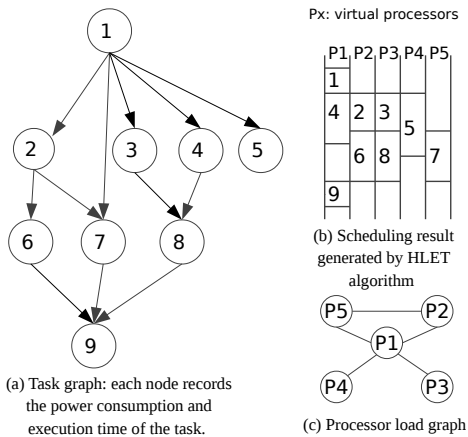 1
2
3
4
5
6
7
8
9
(a) Task graph: each node records
the power consumption and
execution time of the task.
Px: virtual processors
P1 P2 P3 P4 P5
1
4 2 3
5
6 8 7
9
(b) Scheduling result
generated by HLET
algorithm
P5 P2
P1
P4 P3
(c) Processor load graph